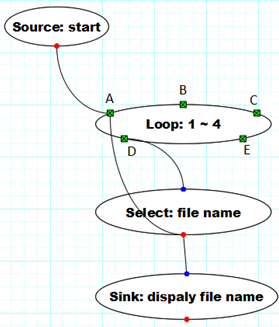 Source: start
A
B
C
Loop: 1 ~ 4
D
E
Select: file name
Sink: dispaly file name